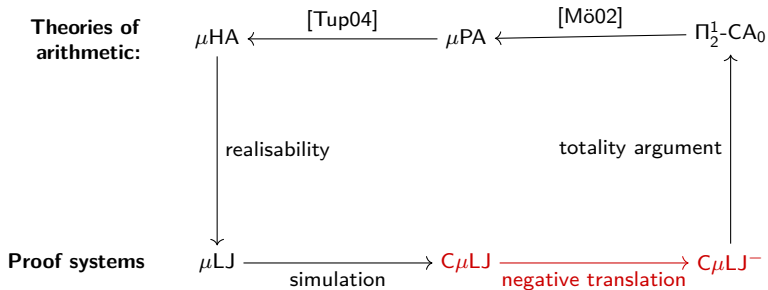 Theories of
arithmetic:
μHA
[Tup04]
μPA
[Mö02]
Π¹₂-CA₀
realisability
totality argument
Proof systems
μLJ
simulation
CμLJ
negative translation
CμLJ⁻